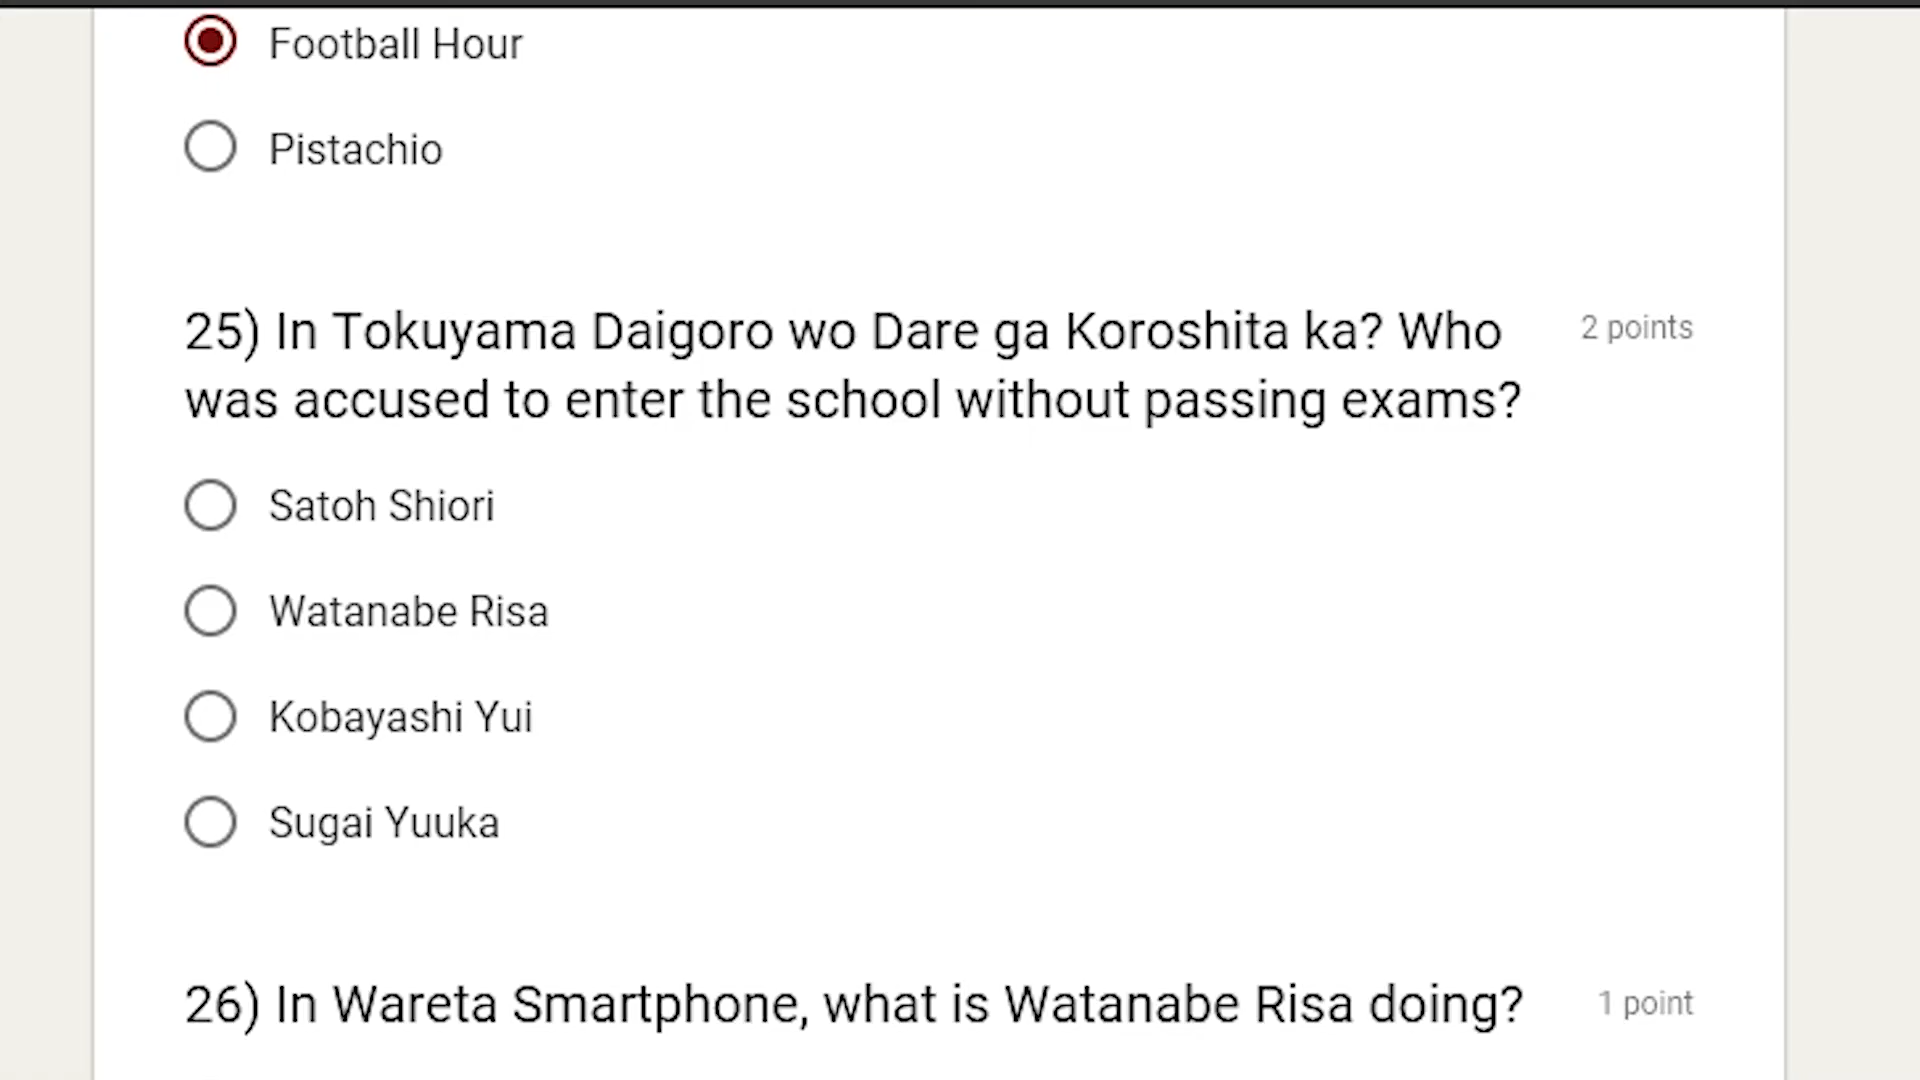 Football Hour
Pistachio
25) In Tokuyama Daigoro wo Dare ga Koroshita ka? Who
2 points
was accused to enter the school without passing exams?
Satoh Shiori
Watanabe Risa
Kobayashi Yui
Sugai Yuuka
26) In Wareta Smartphone, what is Watanabe Risa doing?
1 point